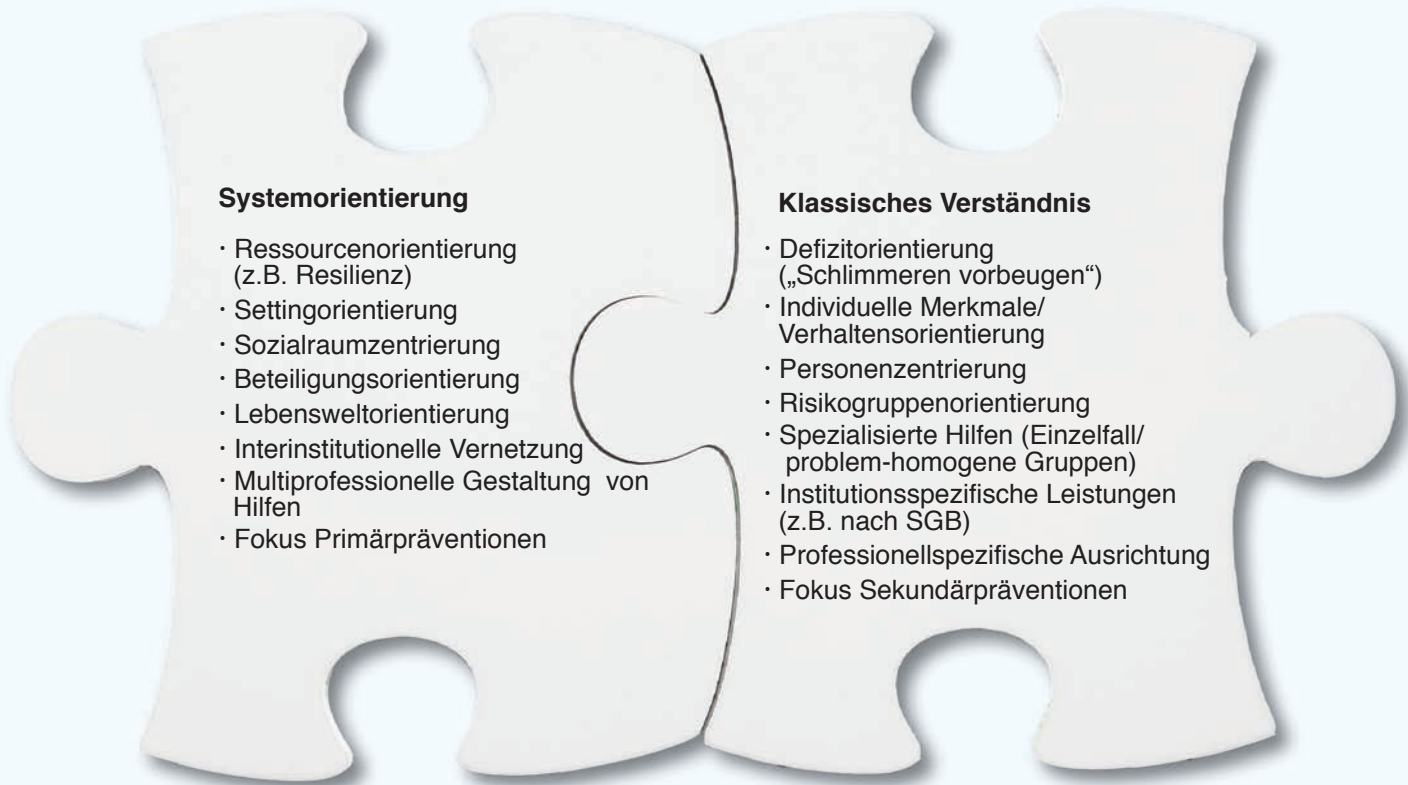 Systemorientierung
· Ressourcenorientierung
(z.B. Resilienz)
· Settingorientierung
· Sozialraumzentrierung
· Beteiligungsorientierung
· Lebensweltorientierung
· Interinstitutionelle Vernetzung
· Multiprofessionelle Gestaltung von
Hilfen
· Fokus Primärpräventionen
Klassisches Verständnis
· Defizitorientierung
(„Schlimmeren vorbeugen“)
· Individuelle Merkmale/
Verhaltensorientierung
· Personenzentrierung
· Risikogruppenorientierung
· Spezialisierte Hilfen (Einzelfall/
problem-homogene Gruppen)
· Institutionsspezifische Leistungen
(z.B. nach SGB)
· Professionellspezifische Ausrichtung
· Fokus Sekundärpräventionen